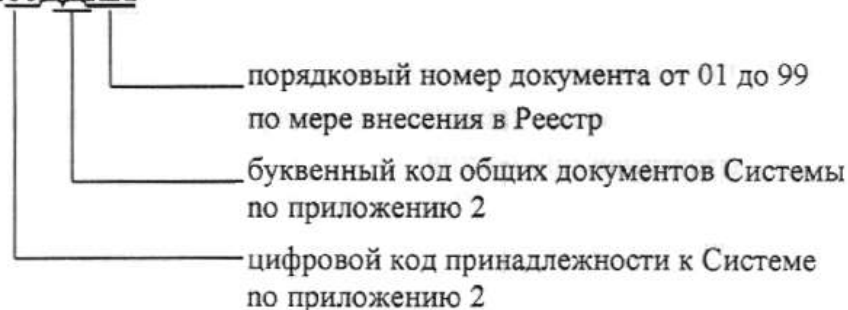 порядковый номер документа от 01 до 99
по мере внесения в Реестр
буквенный код общих документов Системы
по приложению 2
цифровой код принадлежности к Системе
по приложению 2